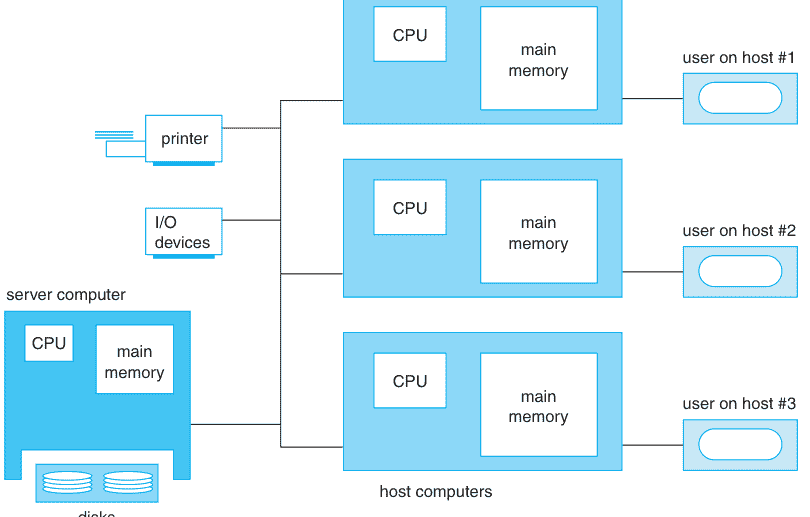 CPU
main
memory
user on host #1
printer
CPU
main
memory
user on host #2
I/O
devices
server computer
CPU
main
memory
CPU
main
memory
user on host #3
host computers
disks